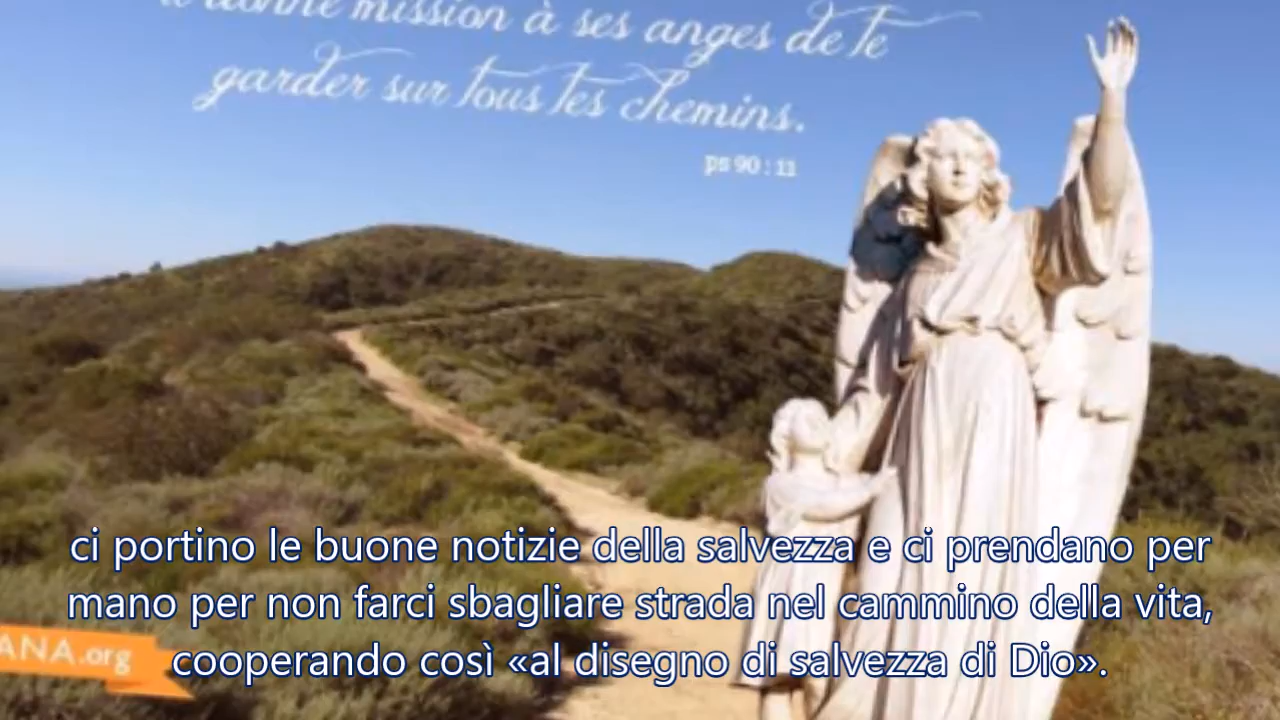 donne mission à ses anges de te
garder sur tous tes chemins.
ps 90 : 11
ci portino le buone notizie della salvezza e ci prendano per
mano per non farci sbagliare strada nel cammino della vita,
ANA.org
cooperando così «al disegno di salvezza di Dio».